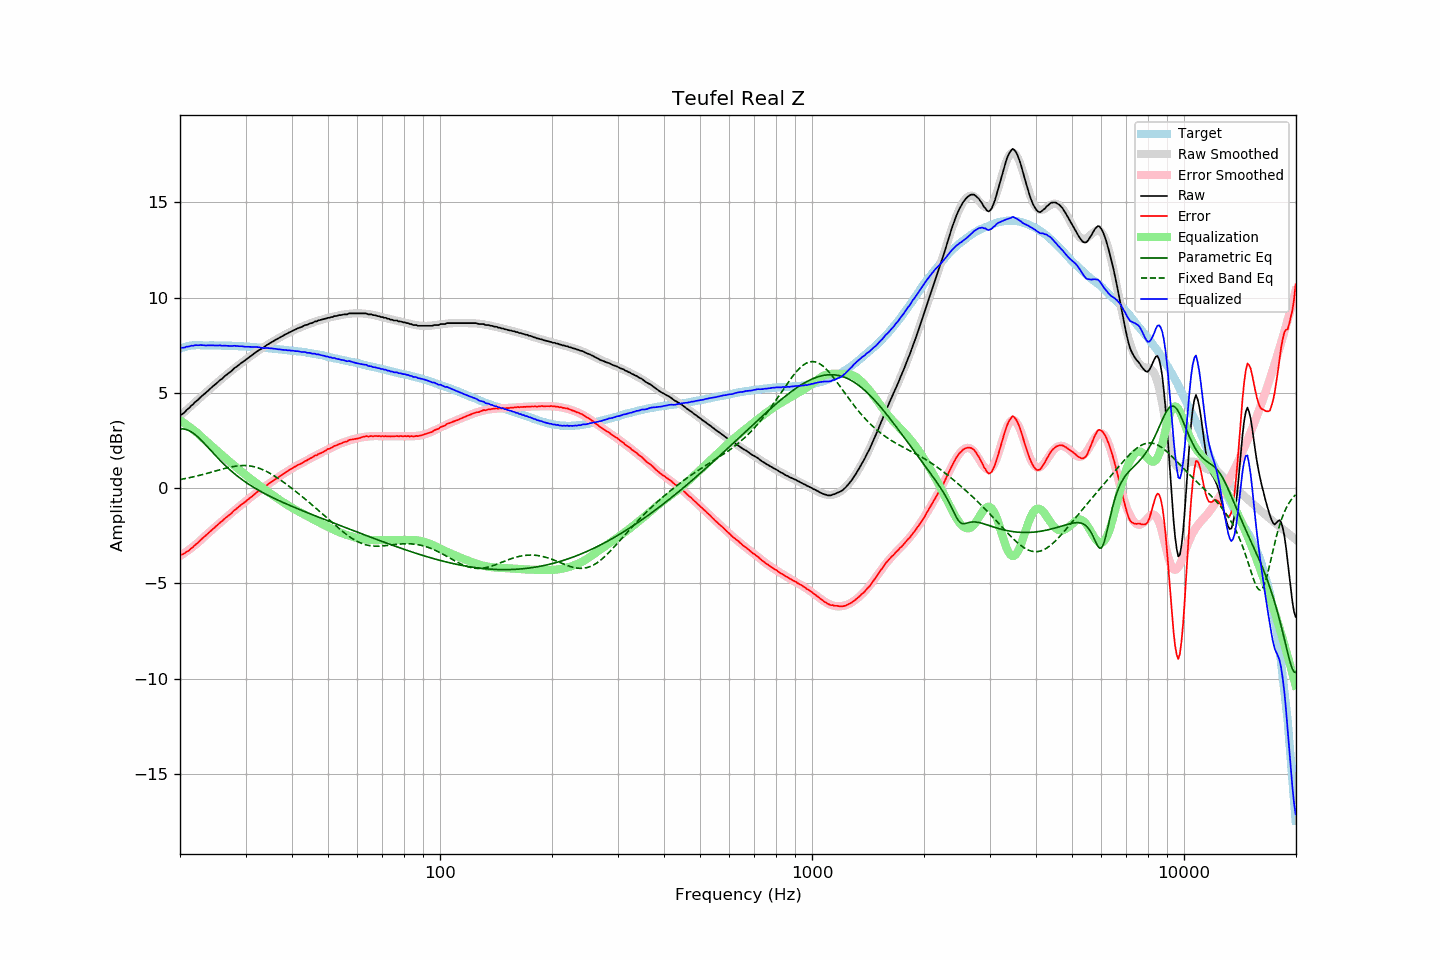 Teufel Real Z
Amplitude (dBr)
15
10
5
0
−5
−10
−15
100
1000
10000
Frequency (Hz)
Target
Raw Smoothed
Error Smoothed
Raw
Error
Equalization
Parametric Eq
Fixed Band Eq
Equalized